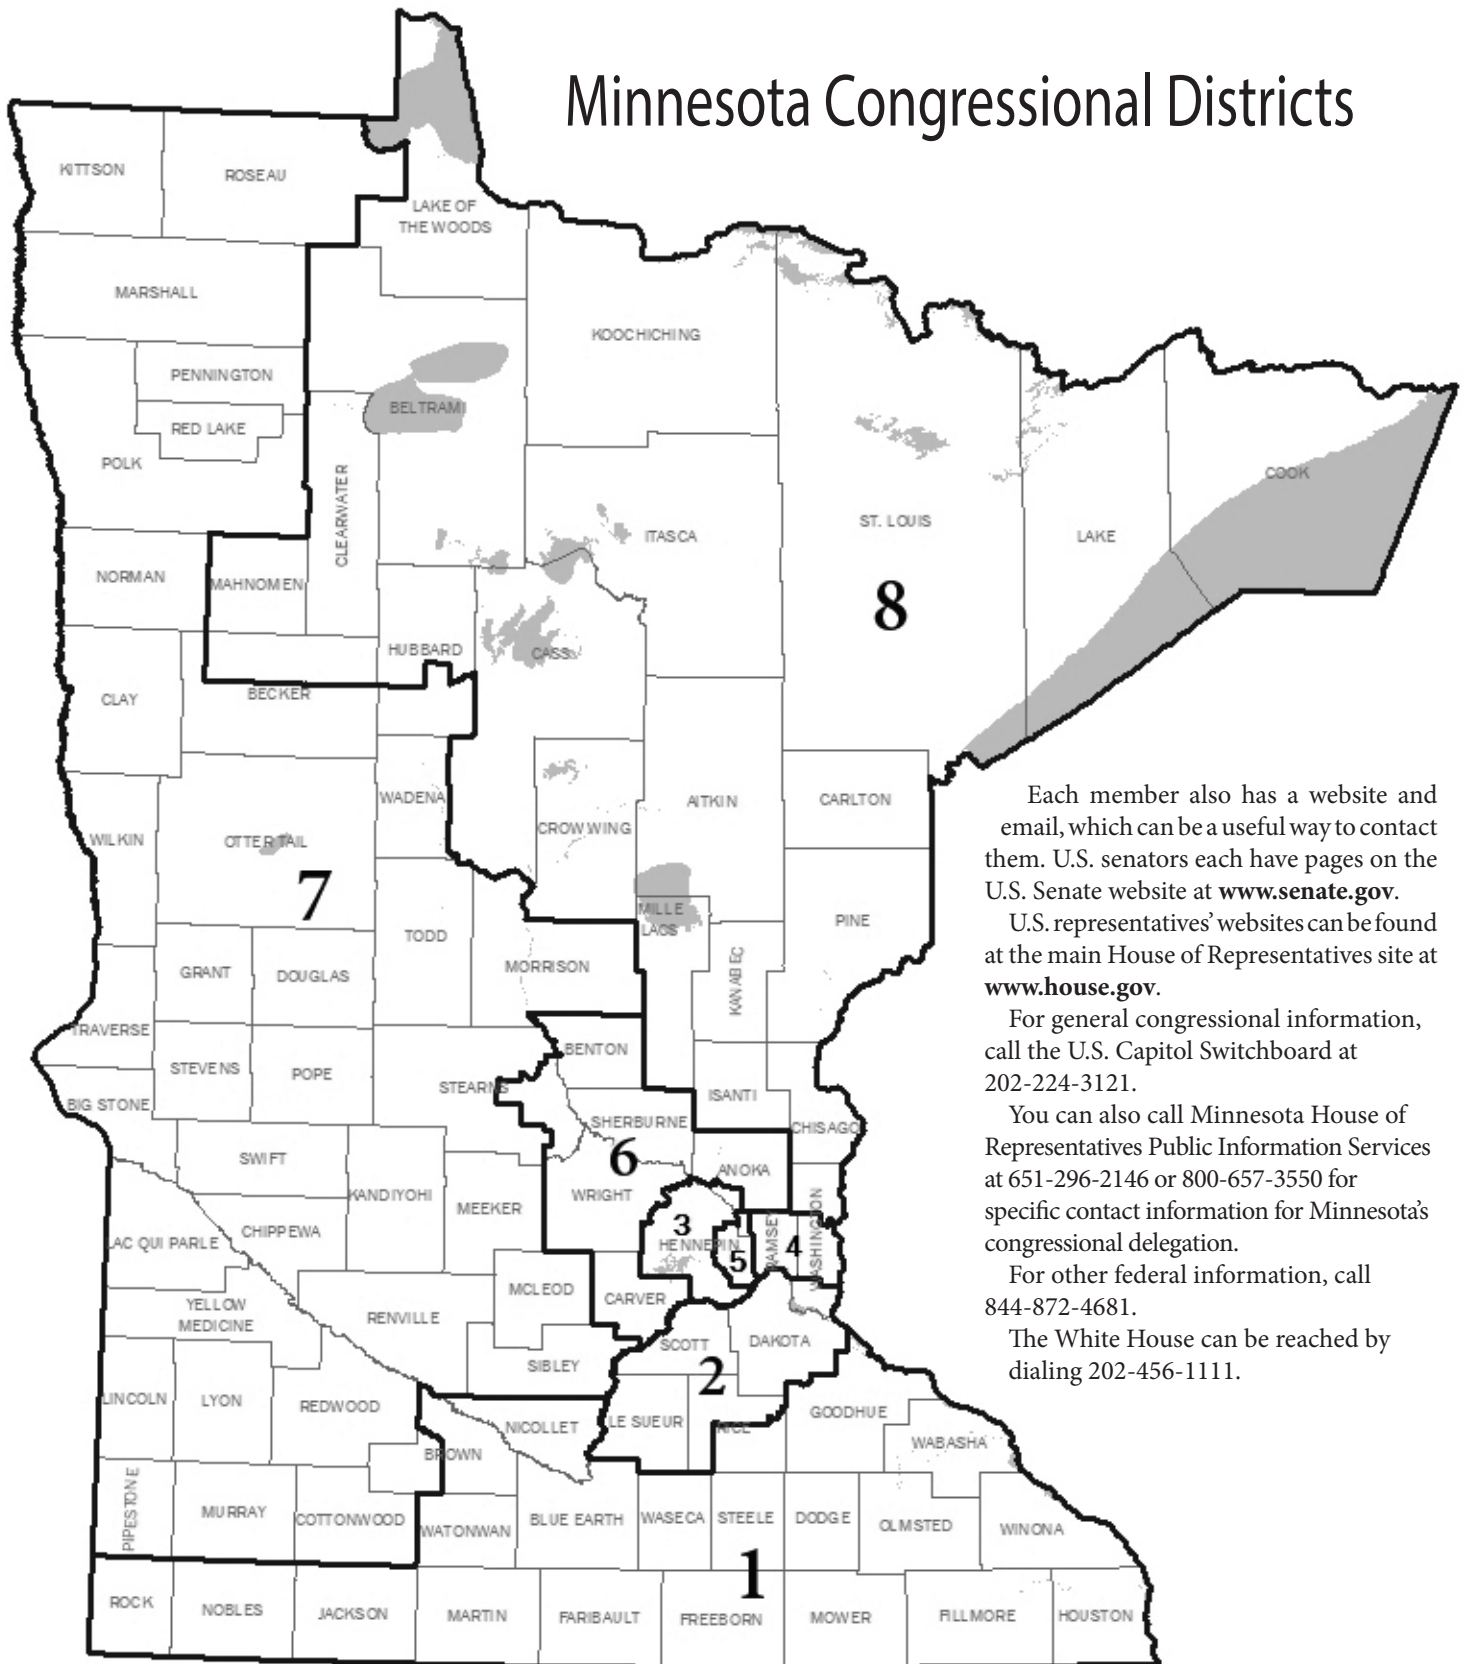 Minnesota Congressional Districts
KITTSON
ROSEAU
LAKE OF
THE WOODS
MARSHALL
KOOCHICHING
PENNINGTON
BELTRAMI
RED LAKE
POLK
CLEARWATER
COOK
ST. LOUIS
ITASCA
LAKE
NORMAN
MAHNOMEN
8
HUBBARD
CASS
CLAY
BECKER
WADENA
AITKIN
CARLTON
CROW WING
WILKIN
OTTER TAIL
7
MILLE
LACS
PINE
TODD
MORRISON
GRANT
DOUGLAS
KANABEC
TRAVERSE
BENTON
STEVENS
POPE
STEARNS
ISANTI
BIG STONE
SHERBURNE
CHISAGO
SWIFT
6
ANOKA
KANDIYOHI
WRIGHT
MEEKER
CHIPPEWA
3
LAC QUI PARLE
HENNEPIN
5
RAMSEY
4
WASHINGTON
MCLEOD
CARVER
YELLOW
MEDICINE
RENVILLE
SCOTT
DAKOTA
SIBLEY
2
LINCOLN
LYON
REDWOOD
GOODHUE
NICOLLET
LE SUEUR
RICE
WABASHA
BROWN
PIPESTONE
MURRAY
COTTONWOOD
WATONWAN
BLUE EARTH
WASECA
STEELE
DODGE
OLMSTED
WINONA
1
ROCK
NOBLES
JACKSON
MARTIN
FARIBAULT
FREEBORN
MOWER
FILLMORE
HOUSTON
Each member also has a website and
email, which can be a useful way to contact
them. U.S. senators each have pages on the
U.S. Senate website at www.senate.gov.
U.S. representatives' websites can be found
at the main House of Representatives site at
www.house.gov.
For general congressional information,
call the U.S. Capitol Switchboard at
202-224-3121.
You can also call Minnesota House of
Representatives Public Information Services
at 651-296-2146 or 800-657-3550 for
specific contact information for Minnesota's
congressional delegation.
For other federal information, call
844-872-4681.
The White House can be reached by
dialing 202-456-1111.